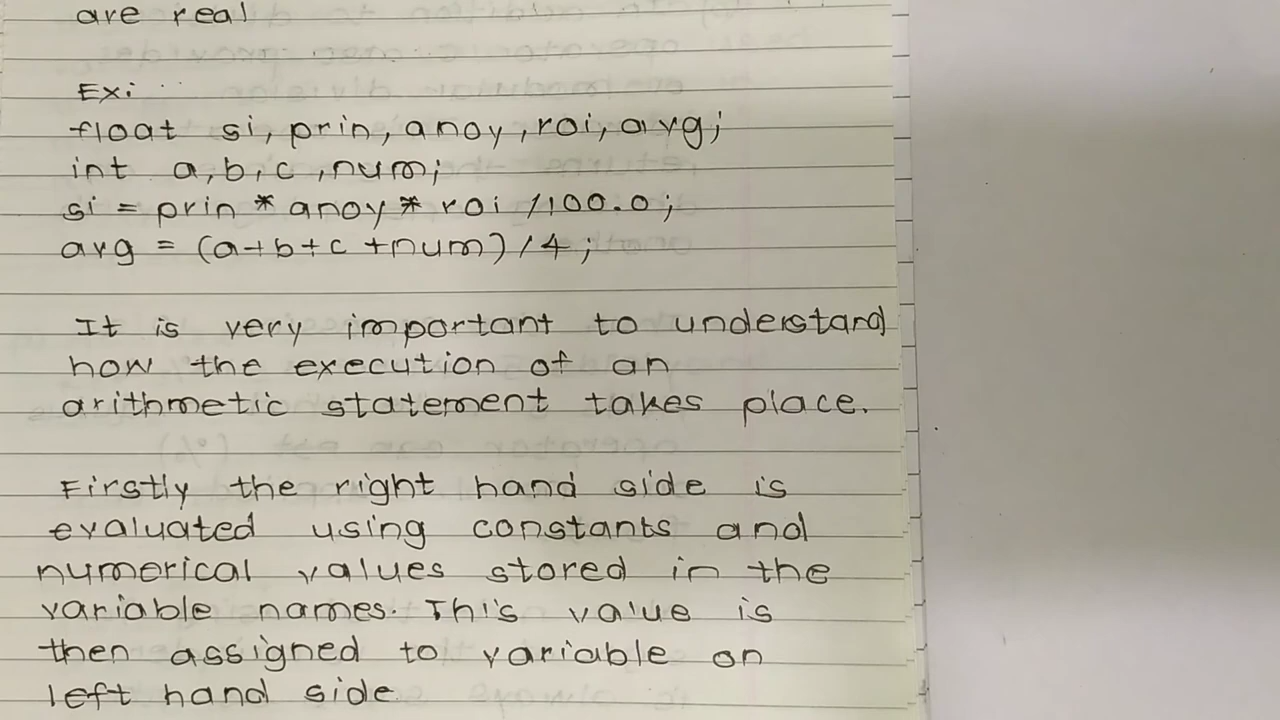 are real
Ex:
float si, prin, anoy, roi, avg;
int a, b, c, num;
si = prin * anoy * roi / 100.0;
avg = (a+b+c+num)/4;
It is very important to understand
how the execution of an
arithmetic statement takes place.
Firstly the right hand side is
evaluated using constants and
numerical values stored in the
variable names. This value is
then assigned to variable on
left hand side